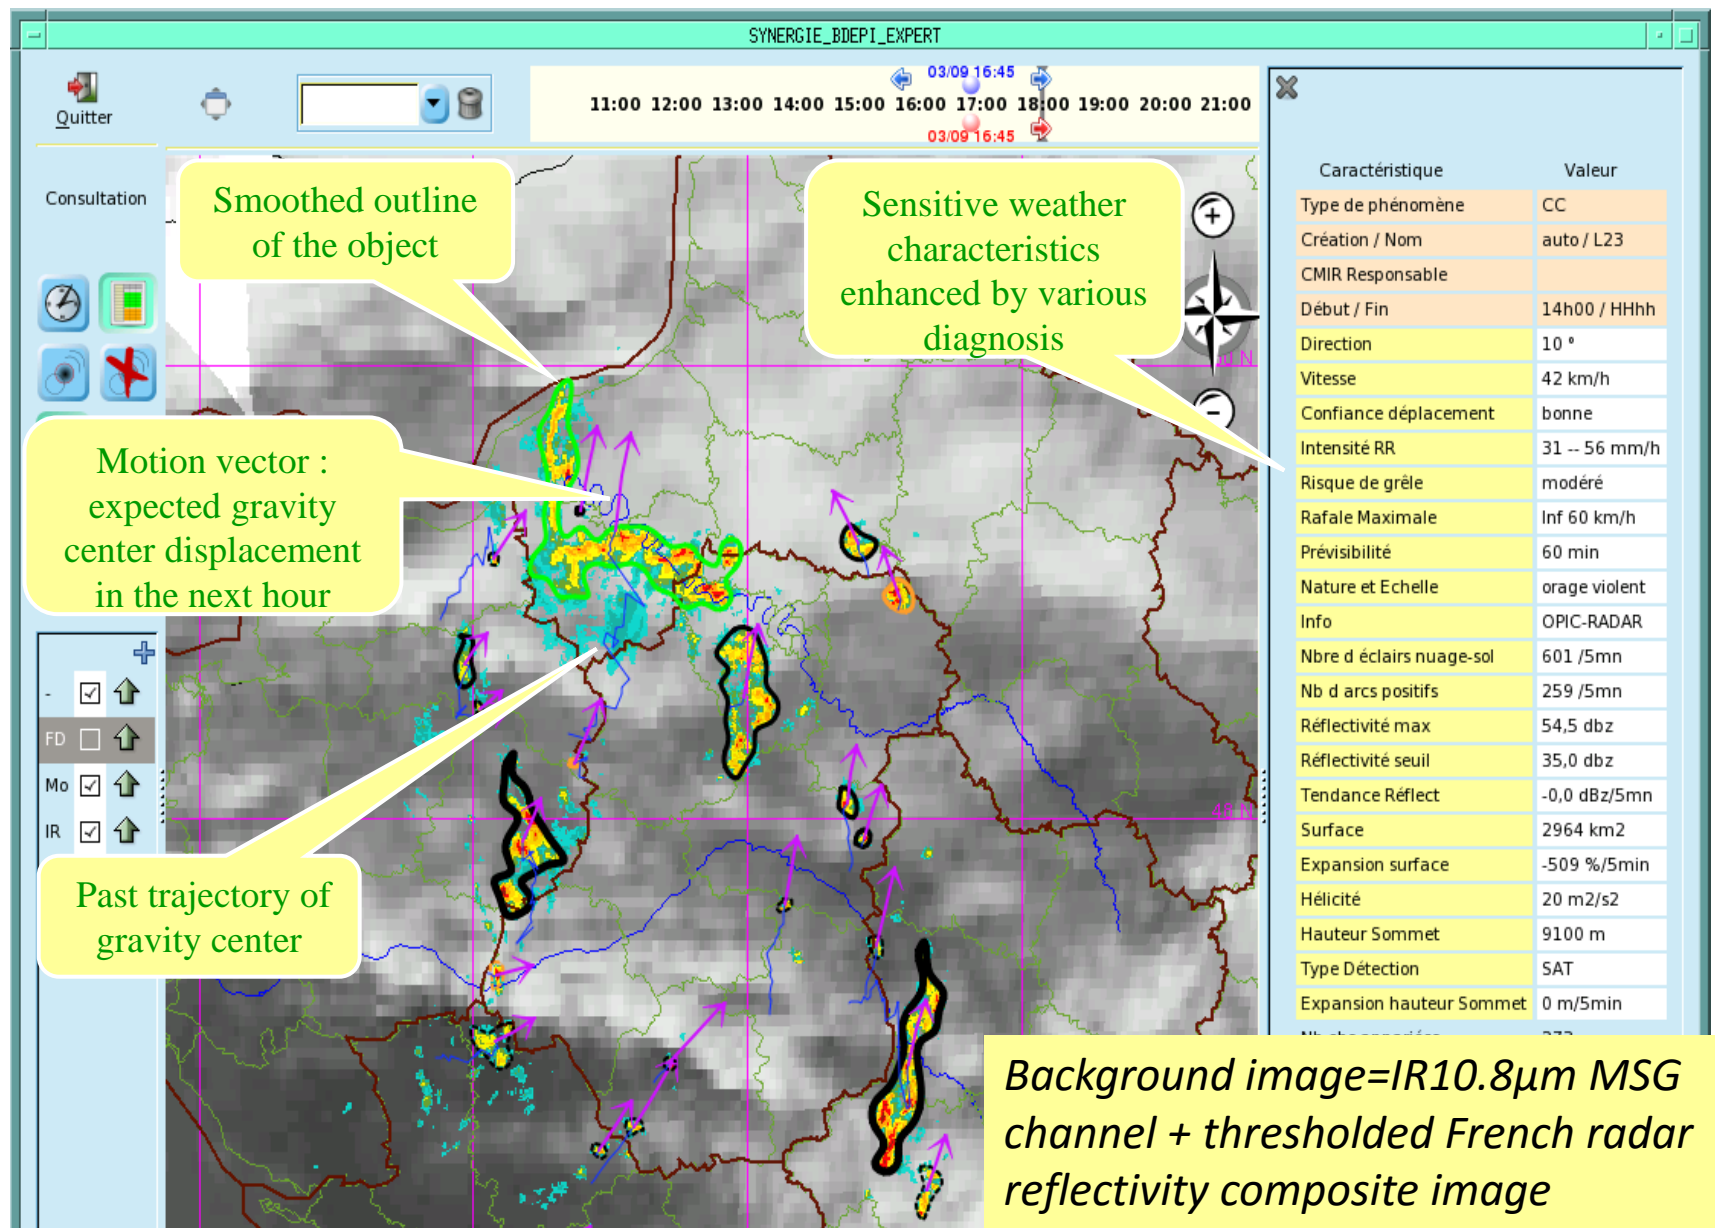 SYNERGIE_BDEPI_EXPERT
Quitter
03/09 16:45
11:00 12:00 13:00 14:00 15:00 16:00 17:00 18:00 19:00 20:00 21:00
03/09 16:45
Consultation
Smoothed outline
of the object
Sensitive weather
characteristics
enhanced by various
diagnosis
Motion vector :
expected gravity
center displacement
in the next hour
Past trajectory of
gravity center
-
FD
Mo
IR
45 N
Caractéristique Valeur
Type de phénomène CC
Création / Nom auto / L23
CMIR Responsable
Début / Fin 14h00 / HHhh
Direction 10 °
Vitesse 42 km/h
Confiance déplacement bonne
Intensité RR 31 -- 56 mm/h
Risque de grêle modéré
Rafale Maximale Inf 60 km/h
Prévisibilité 60 min
Nature et Echelle orage violent
Info OPIC-RADAR
Nbre d éclairs nuage-sol 601 /5mn
Nb d arcs positifs 259 /5mn
Réflectivité max 54,5 dbz
Réflectivité seuil 35,0 dbz
Tendance Réflect -0,0 dBz/5mn
Surface 2964 km2
Expansion surface -509 %/5min
Hélicité 20 m2/s2
Hauteur Sommet 9100 m
Type Détection SAT
Expansion hauteur Sommet 0 m/5min
Background image=IR10.8µm MSG
channel + thresholded French radar
reflectivity composite image